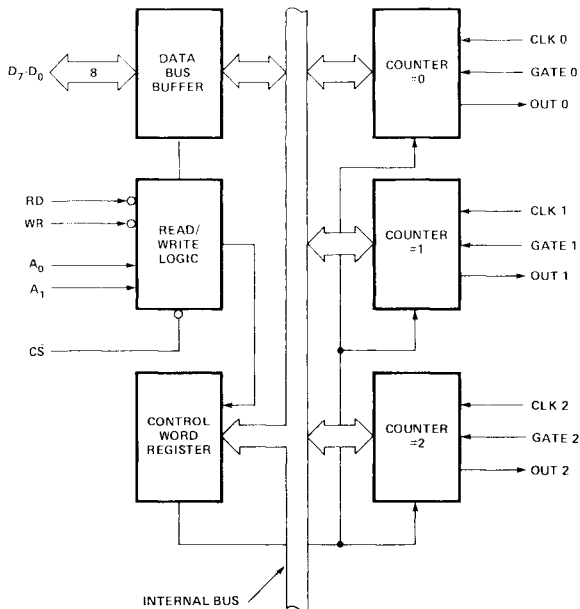 D7-D0
8
DATA
BUS
BUFFER
COUNTER
=0
CLK 0
GATE 0
OUT 0
RD
WR
A0
A1
CS
READ/
WRITE
LOGIC
COUNTER
=1
CLK 1
GATE 1
OUT 1
CONTROL
WORD
REGISTER
COUNTER
=2
CLK 2
GATE 2
OUT 2
INTERNAL BUS